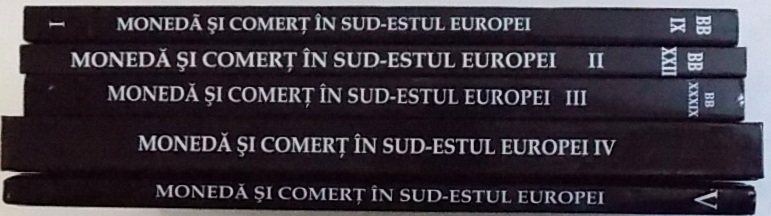 I MONEDĂ ŞI COMERŢ ÎN SUD-ESTUL EUROPEI BB IX
MONEDĂ ŞI COMERŢ ÎN SUD-ESTUL EUROPEI II BB XXII
MONEDĂ ŞI COMERŢ ÎN SUD-ESTUL EUROPEI III BB XXXIX
MONEDĂ ŞI COMERŢ ÎN SUD-ESTUL EUROPEI IV
MONEDĂ ŞI COMERŢ ÎN SUD-ESTUL EUROPEI V